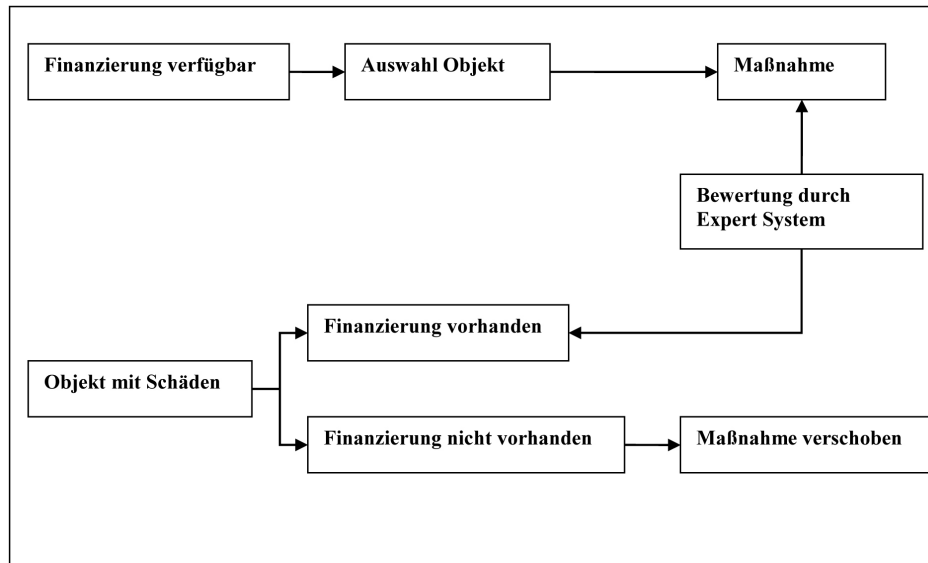 Finanzierung verfügbar
Auswahl Objekt
Maßnahme
Bewertung durch
Expert System
Finanzierung vorhanden
Objekt mit Schäden
Finanzierung nicht vorhanden
Maßnahme verschoben